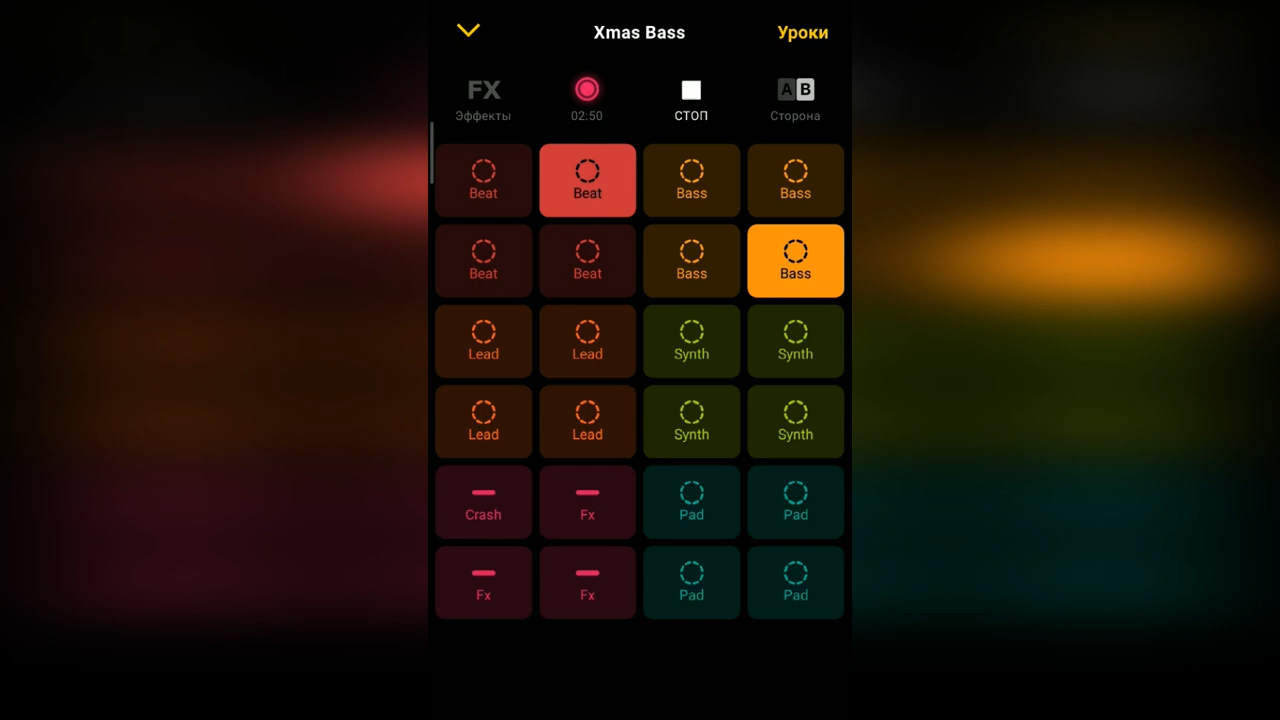 Xmas Bass
Уроки
FX
A B
Эффекты
02:50
СТОП
Сторона
Beat
Beat
Bass
Bass
Beat
Beat
Bass
Bass
Lead
Lead
Synth
Synth
Lead
Lead
Synth
Synth
Crash
Fx
Pad
Pad
Fx
Fx
Pad
Pad